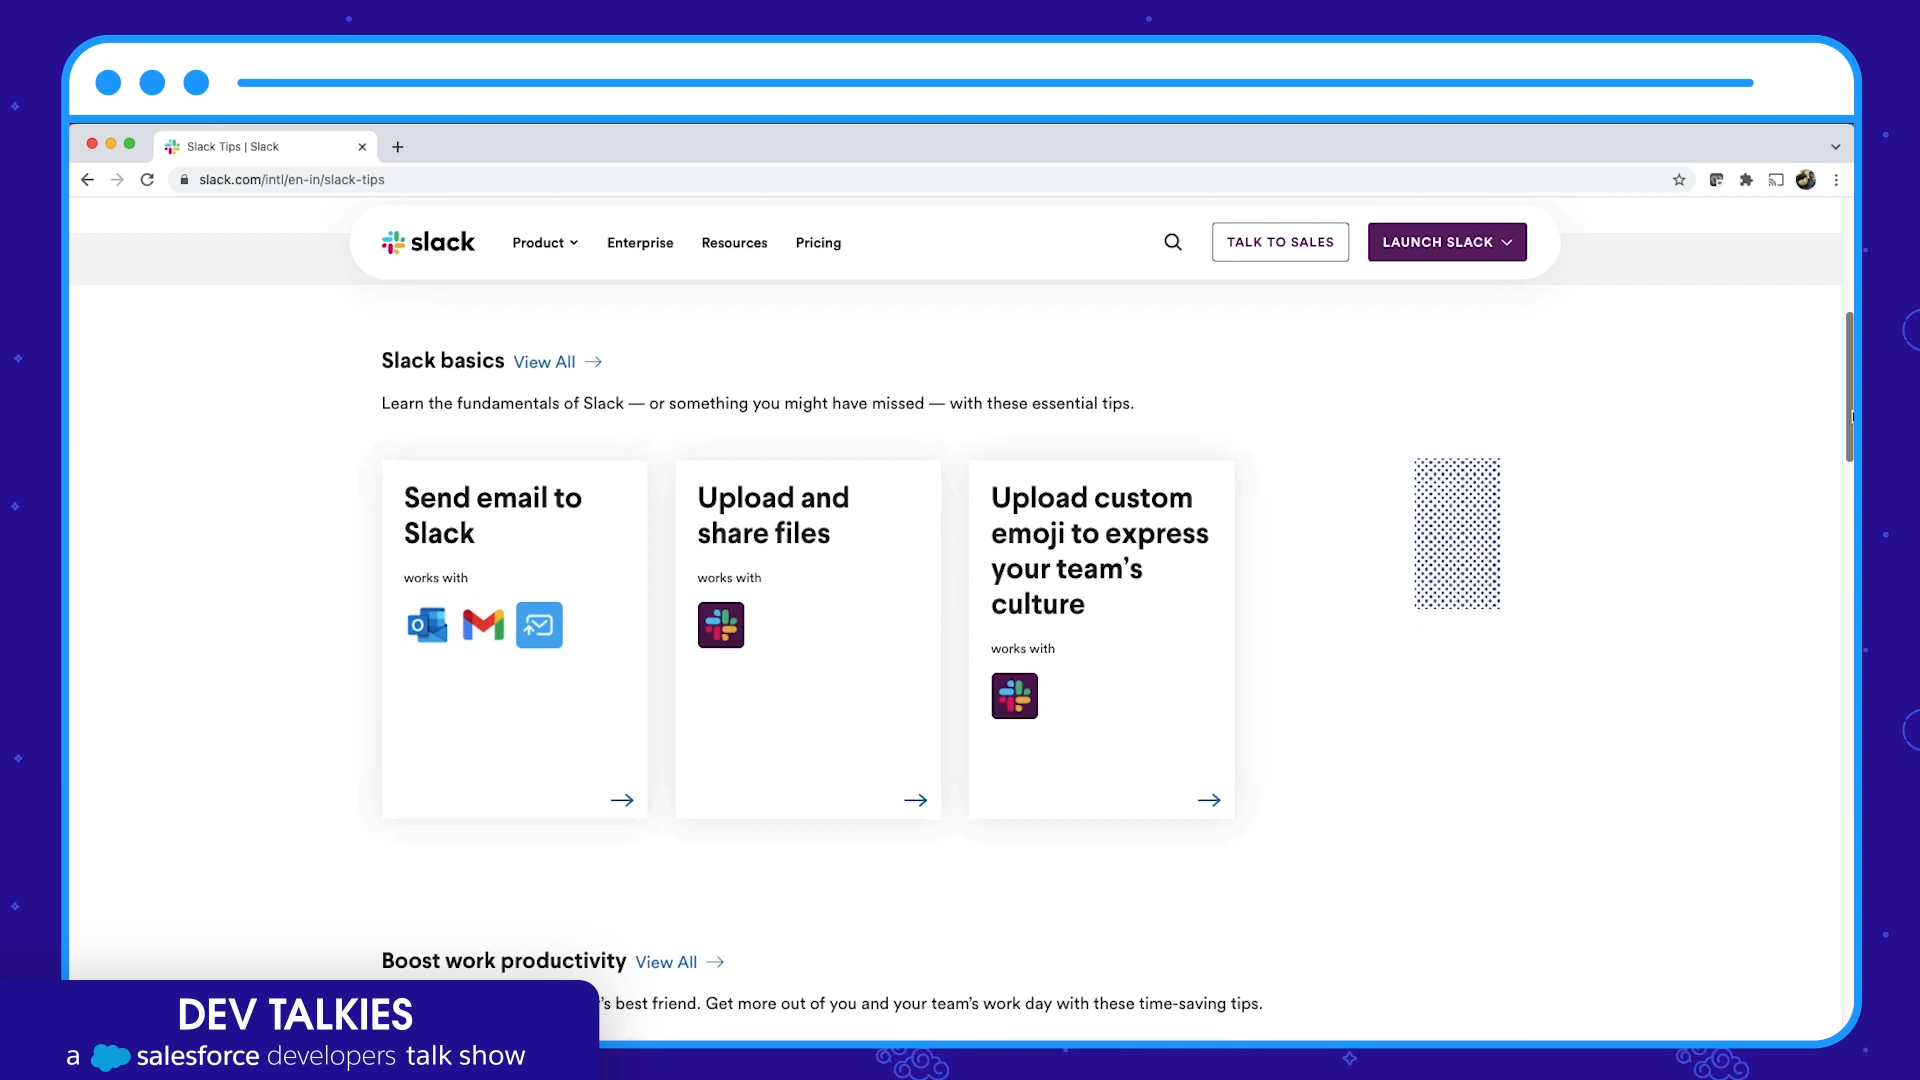 Slack Tips | Slack
slack.com/intl/en-in/slack-tips
slack Product Enterprise Resources Pricing TALK TO SALES LAUNCH SLACK
Slack basics View All
Learn the fundamentals of Slack — or something you might have missed — with these essential tips.
Send email to
Slack
works with
Upload and
share files
works with
Upload custom
emoji to express
your team’s
culture
works with
Boost work productivity View All
’s best friend. Get more out of you and your team’s work day with these time-saving tips.
DEV TALKIES
a salesforce developers talk show